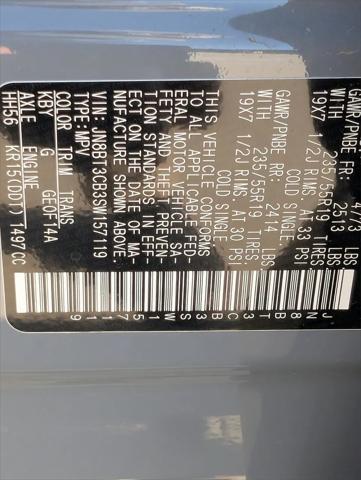 GAWR/PNBE 2513 LBS
WITH 235/55R19 TIRES
19X7 1/2J RIMS, AT 33 PSI
COLD SINGLE
GAWR/PNBE RR: 2414 LBS
WITH 235/55R19 TIRES
19X7 1/2J RIMS, AT 30 PSI
COLD SINGLE
THIS VEHICLE CONFORMS
TO ALL APPLICABLE FED-
ERAL MOTOR VEHICLE SA-
FETY AND THEFT PREVEN-
TION STANDARDS IN EFF-
ECT ON THE DATE OF MA-
NUFACTURE SHOWN ABOVE.
VIN: JN8BT3CB3SW157119
TYPE: MPV
COLOR TRIM TRANS
KBY G GEOF14A
AXLE ENGINE
HH56 KR15(DDT)1497CC
JN8BT3CB3SW157119